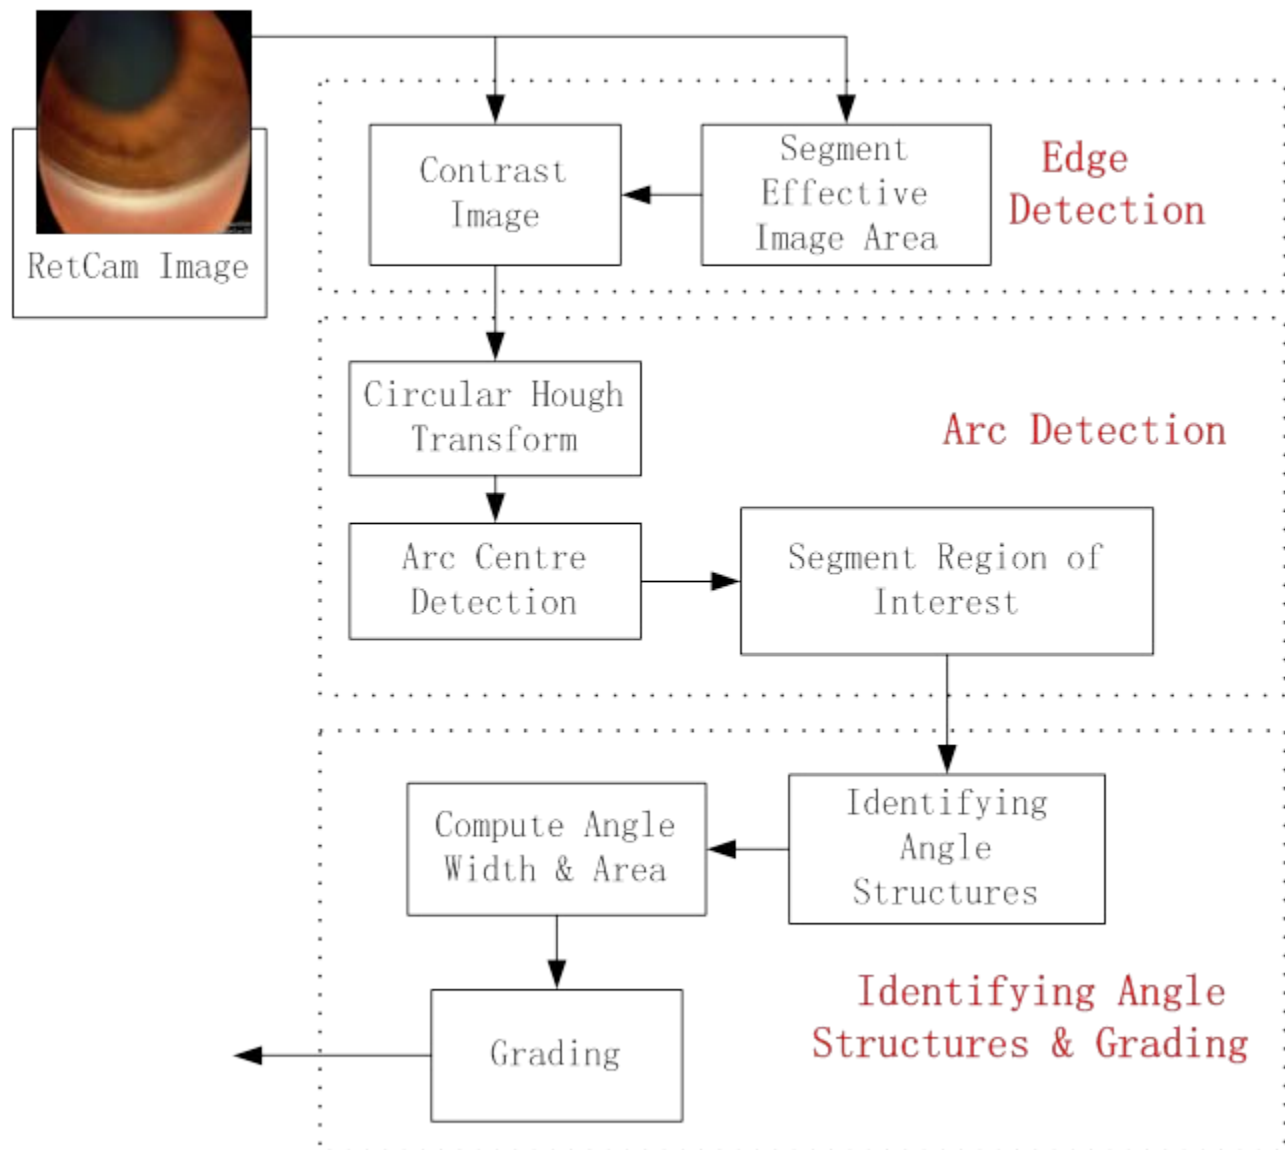 RetCam Image
Contrast
Image
Segment
Effective
Image Area
Edge
Detection
Circular Hough
Transform
Arc Detection
Arc Centre
Detection
Segment Region of
Interest
Compute Angle
Width & Area
Identifying
Angle
Structures
Grading
Identifying Angle
Structures & Grading